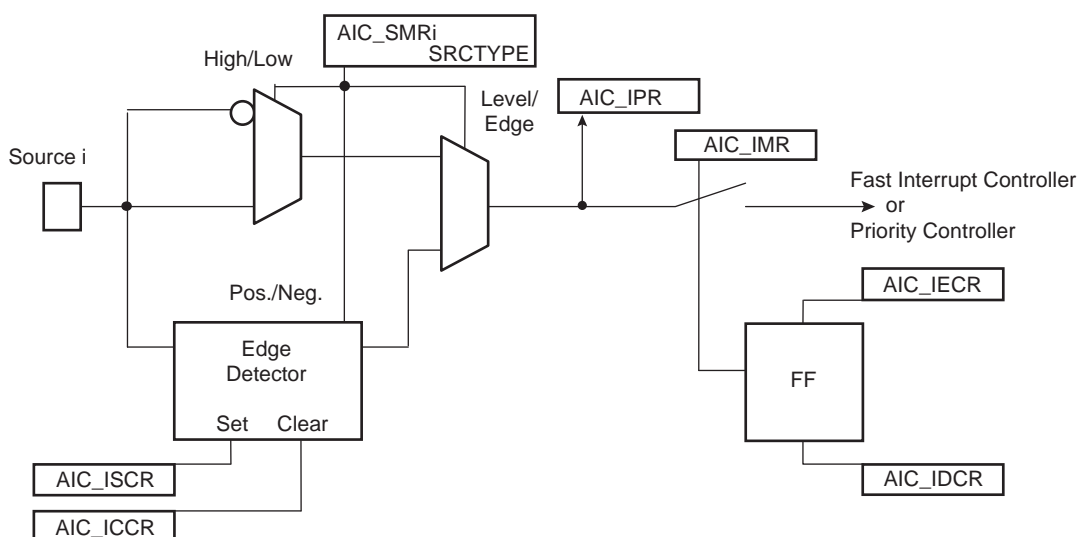 AIC_SMRi
SRCTYPE
High/Low
Level/
Edge
AIC_IPR
AIC_IMR
Source i
Fast Interrupt Controller
or
Priority Controller
Pos./Neg.
AIC_IECR
Edge
Detector
FF
Set Clear
AIC_ISCR
AIC_IDCR
AIC_ICCR